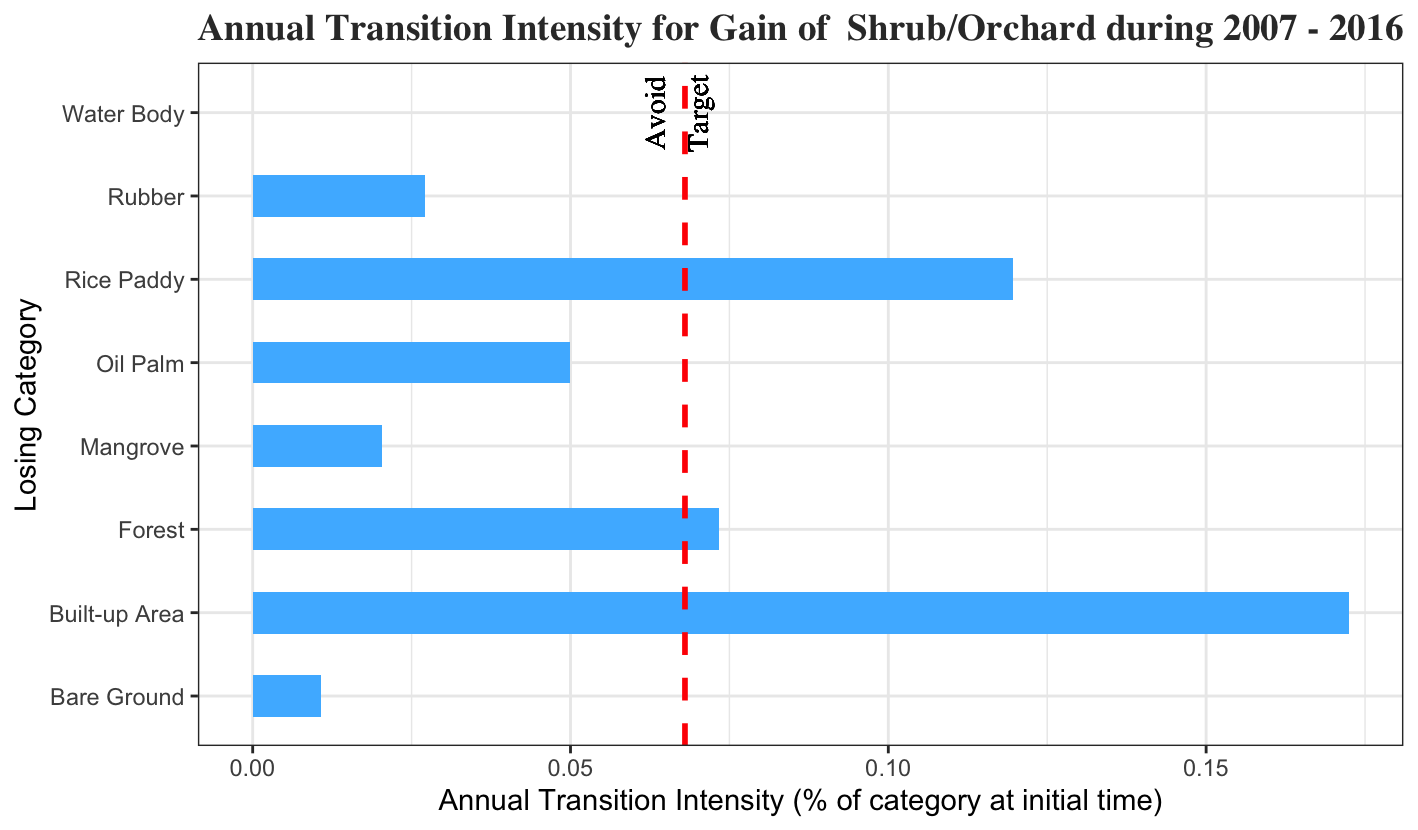 Annual Transition Intensity for Gain of  Shrub/Orchard during 2007 - 2016
Avoid
Target
Losing Category
Water Body
Rubber
Rice Paddy
Oil Palm
Mangrove
Forest
Built-up Area
Bare Ground
0.00
0.05
0.10
0.15
Annual Transition Intensity (% of category at initial time)